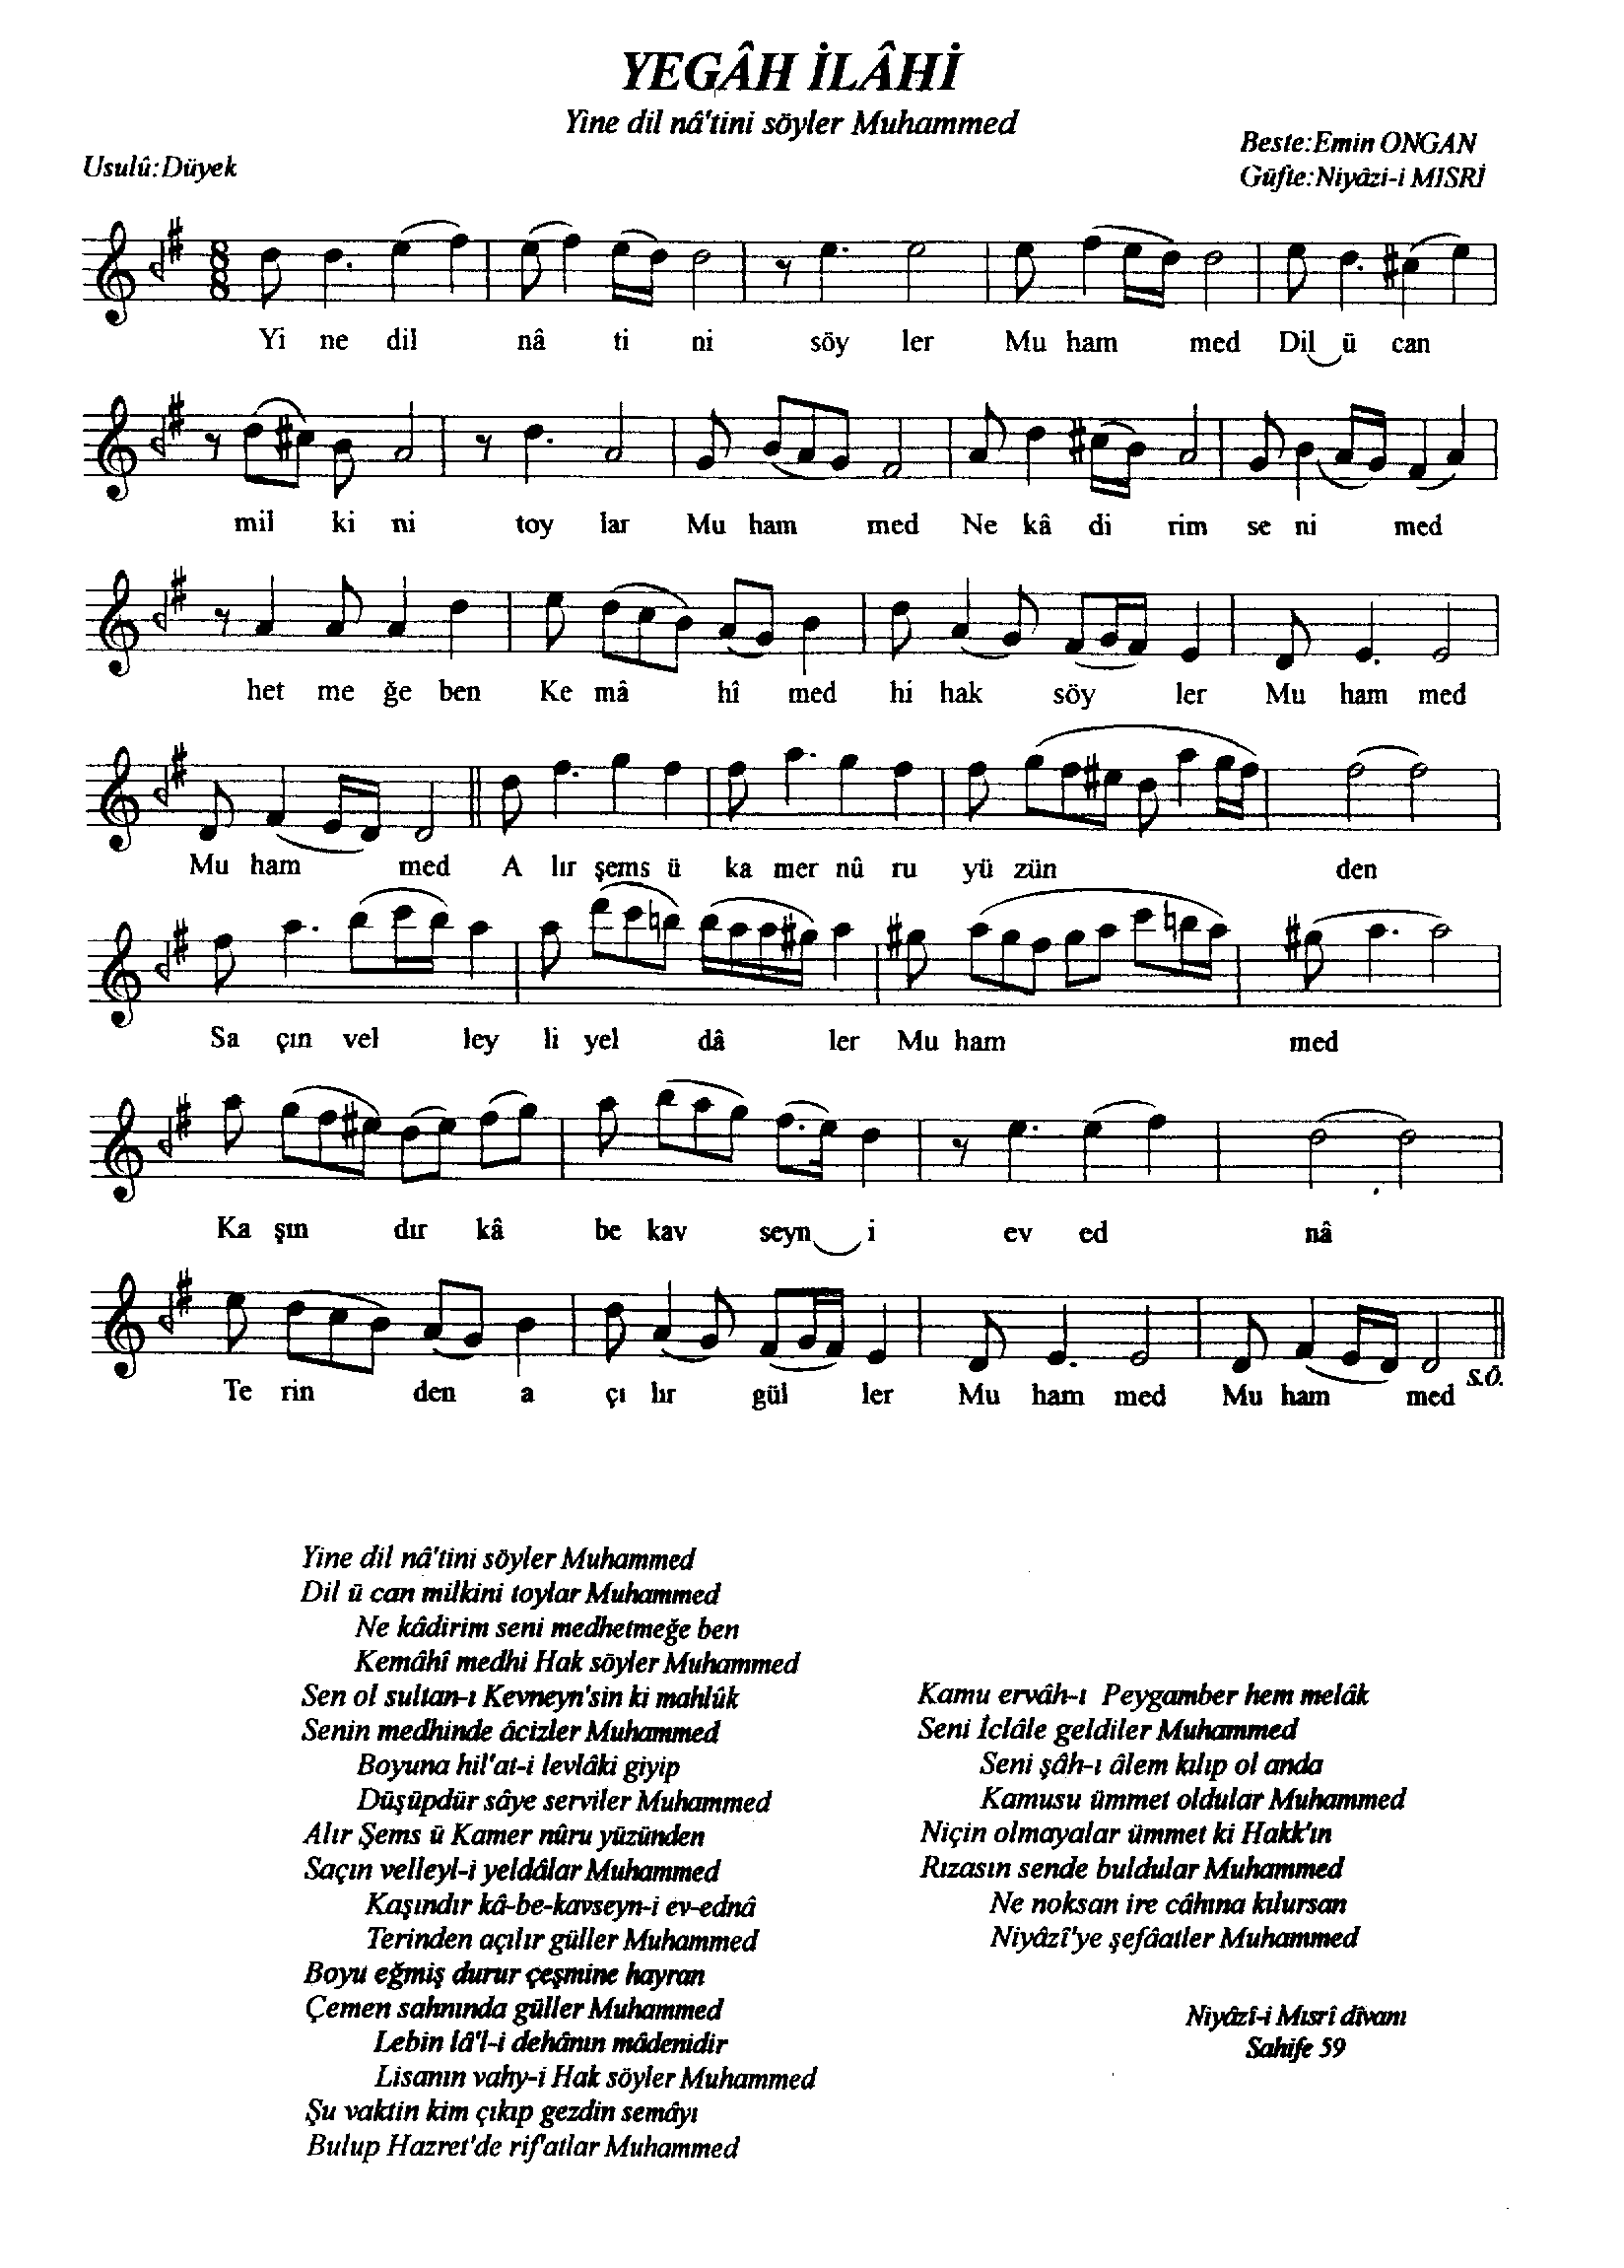 YEGÂH İLÂHİ
Yine dil nâ'tini söyler Muhammed
Usulû:Düyek
Beste:Emin ONGAN
Güfte:Niyâzi-i MISRİ
8
8
Yi ne dil nâ ti ni söy ler Mu ham med Dil ü can
mil ki ni toy lar Mu ham med Ne kâ di rim se ni med
het me ğe ben Ke mâ hî med hi hak söy ler Mu ham med
Mu ham med A lır şems ü ka mer nû ru yü zün den
Sa çın vel ley li yel dâ ler Mu ham med
Ka şın dır kâ be kav seyn i ev ed nâ
Te rin den a çı lır gül ler Mu ham med Mu ham med
S.Ö.
Yine dil nâ'tini söyler Muhammed
Dil ü can milkini toylar Muhammed
Ne kâdirim seni medhetmeğe ben
Kemâhî medhi Hak söyler Muhammed
Sen ol sultan-ı Kevneyn'sin ki mahlûk
Senin medhinde âcizler Muhammed
Boyuna hil'at-i levlâki giyip
Düşüpdür sâye serviler Muhammed
Alır Şems ü Kamer nûru yüzünden
Saçın velleyl-i yeldâlar Muhammed
Kaşındır kâ-be-kavseyn-i ev-ednâ
Terinden açılır güller Muhammed
Boyu eğmiş durur çeşmine hayran
Çemen sahnında güller Muhammed
Lebin lâ'l-i dehânın mâdenidir
Lisanın vahy-i Hak söyler Muhammed
Şu vaktin kim çıkıp gezdin semâyı
Bulup Hazret'de rif'atlar Muhammed
Kamu ervâh-ı Peygamber hem melâk
Seni İclâle geldiler Muhammed
Seni şâh-ı âlem kılıp ol anda
Kamusu ümmet oldular Muhammed
Niçin olmayalar ümmet ki Hakk'ın
Rızasın sende buldular Muhammed
Ne noksan ire câhına kılursan
Niyâzî'ye şefâatler Muhammed
Niyâzî-i Mısrî dîvanı
Sahife 59